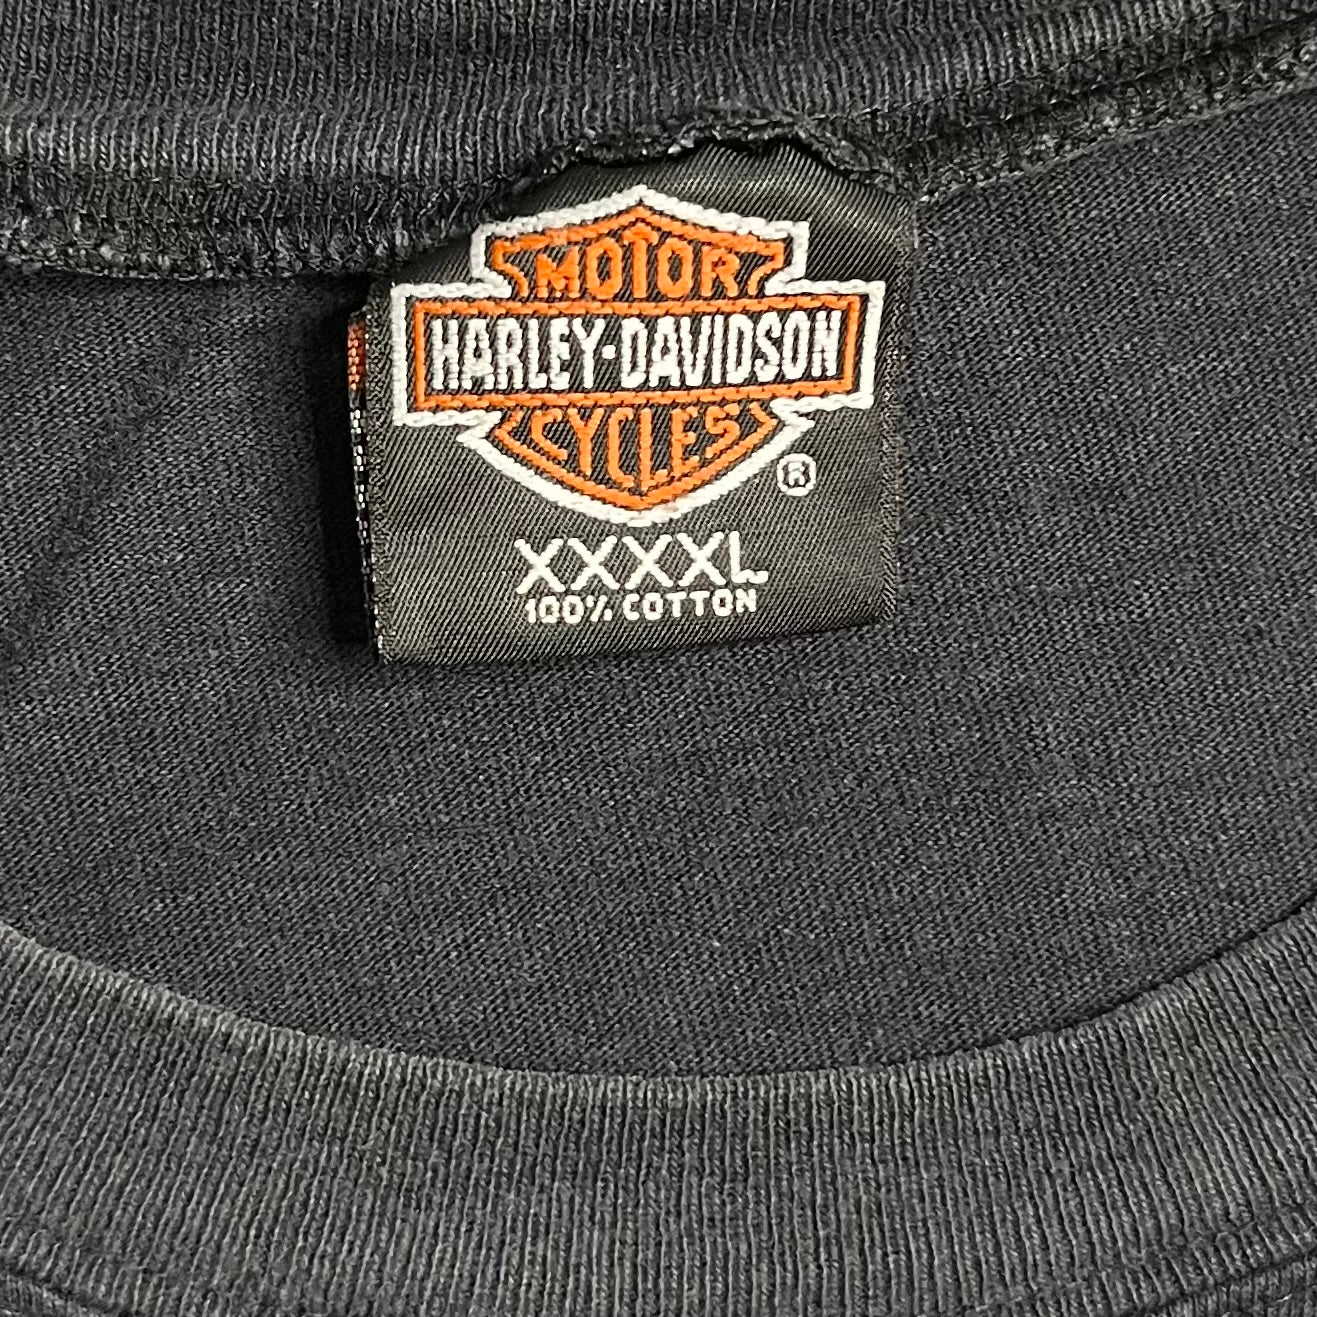 MOTOR
HARLEY-DAVIDSON
CYCLES
®
XXXXL
100% COTTON